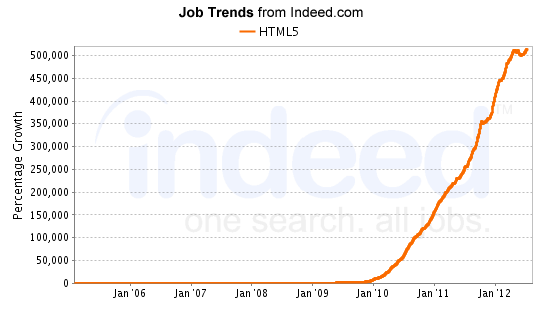 Job Trends from Indeed.com
HTML5
Percentage Growth
500,000
450,000
400,000
350,000
300,000
250,000
200,000
150,000
100,000
50,000
0
indeed™
one search. all jobs.
Jan '06 Jan '07 Jan '08 Jan '09 Jan '10 Jan '11 Jan '12